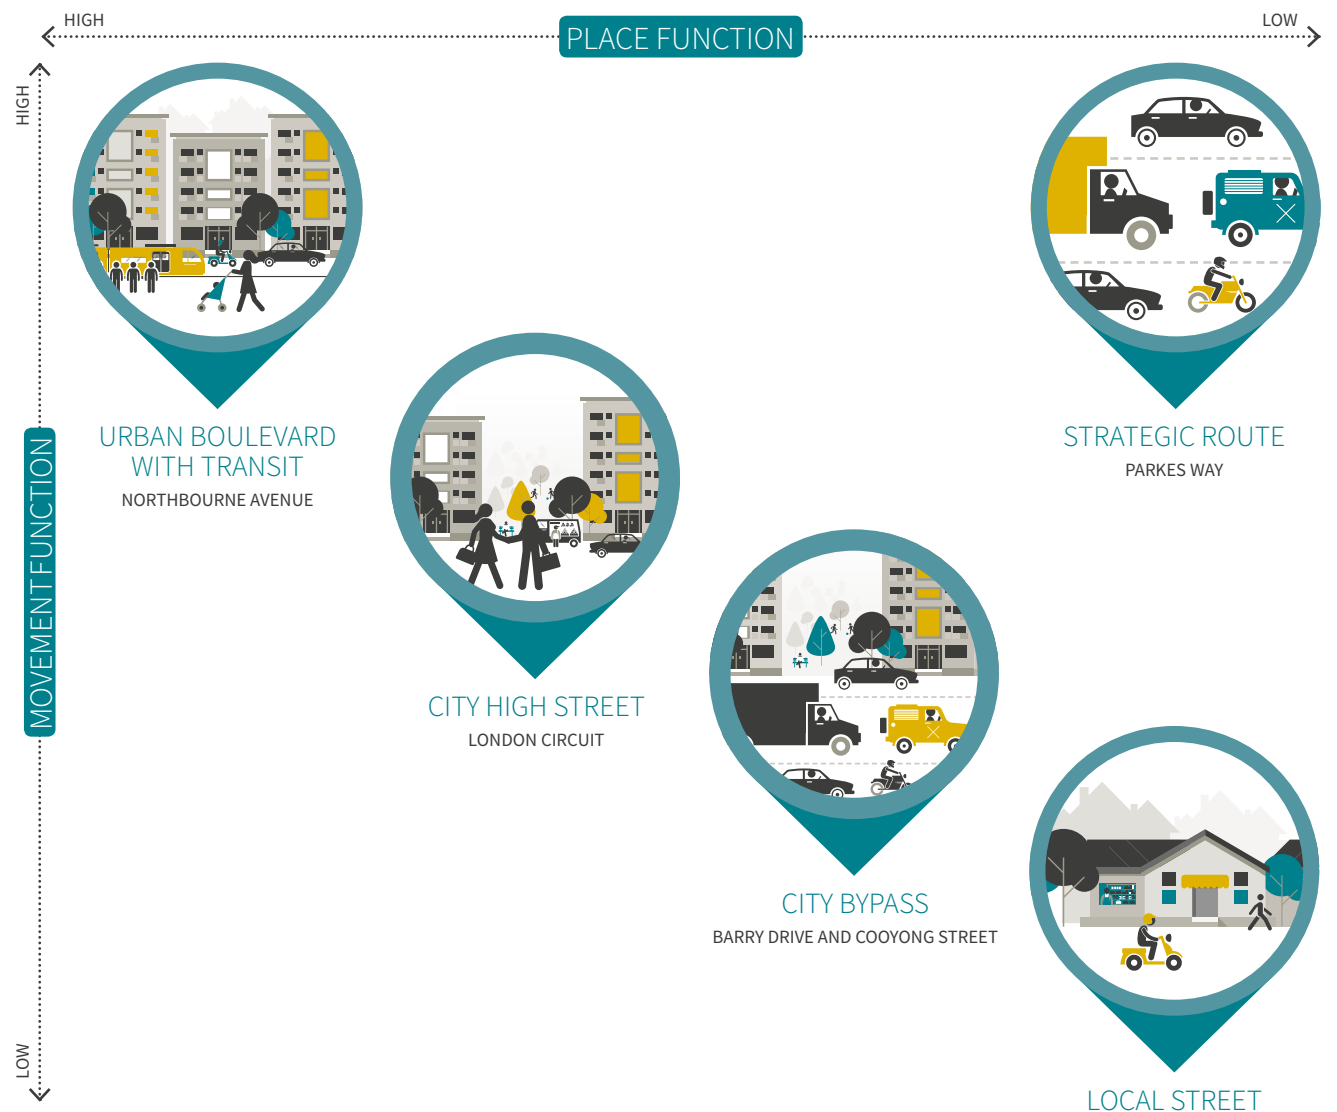 HIGH
LOW
PLACE FUNCTION
HIGH
MOVEMENT FUNCTION
LOW
URBAN BOULEVARD
WITH TRANSIT
NORTHBOURNE AVENUE
STRATEGIC ROUTE
PARKES WAY
CITY HIGH STREET
LONDON CIRCUIT
CITY BYPASS
BARRY DRIVE AND COOYONG STREET
LOCAL STREET